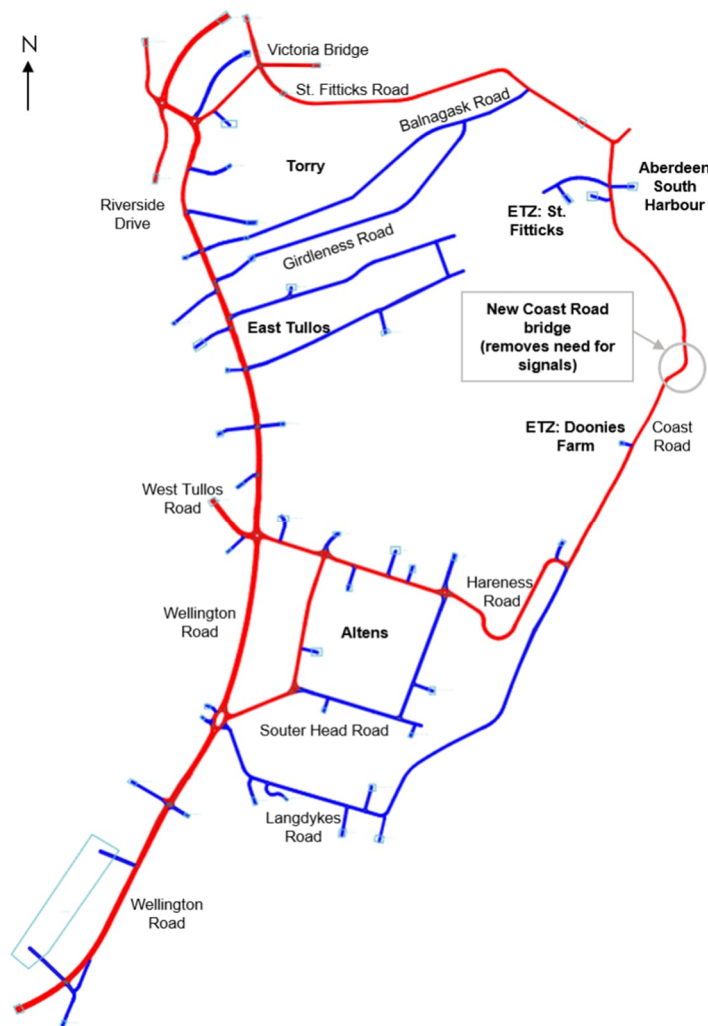 N
Victoria Bridge
St. Fitticks Road
Balnagask Road
Torry
Aberdeen
South
Harbour
Riverside
Drive
ETZ: St.
Fitticks
Girdleness Road
New Coast Road
bridge
(removes need for
signals)
East Tullos
ETZ: Doonies
Farm
Coast
Road
West Tullos
Road
Hareness
Road
Wellington
Road
Altens
Souter Head Road
Langdykes
Road
Wellington
Road